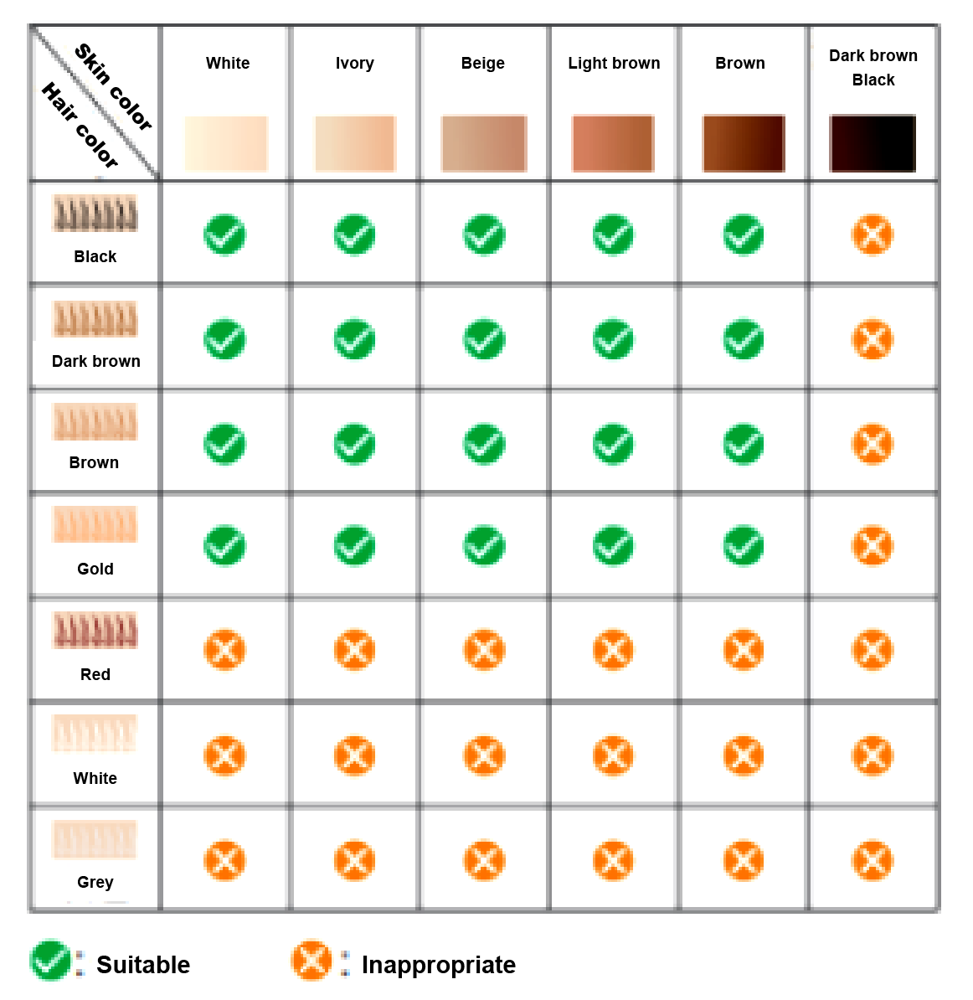 Skin color
Hair color
White
Ivory
Beige
Light brown
Brown
Dark brown
Black
Black
Dark brown
Brown
Gold
Red
White
Grey
: Suitable
: Inappropriate